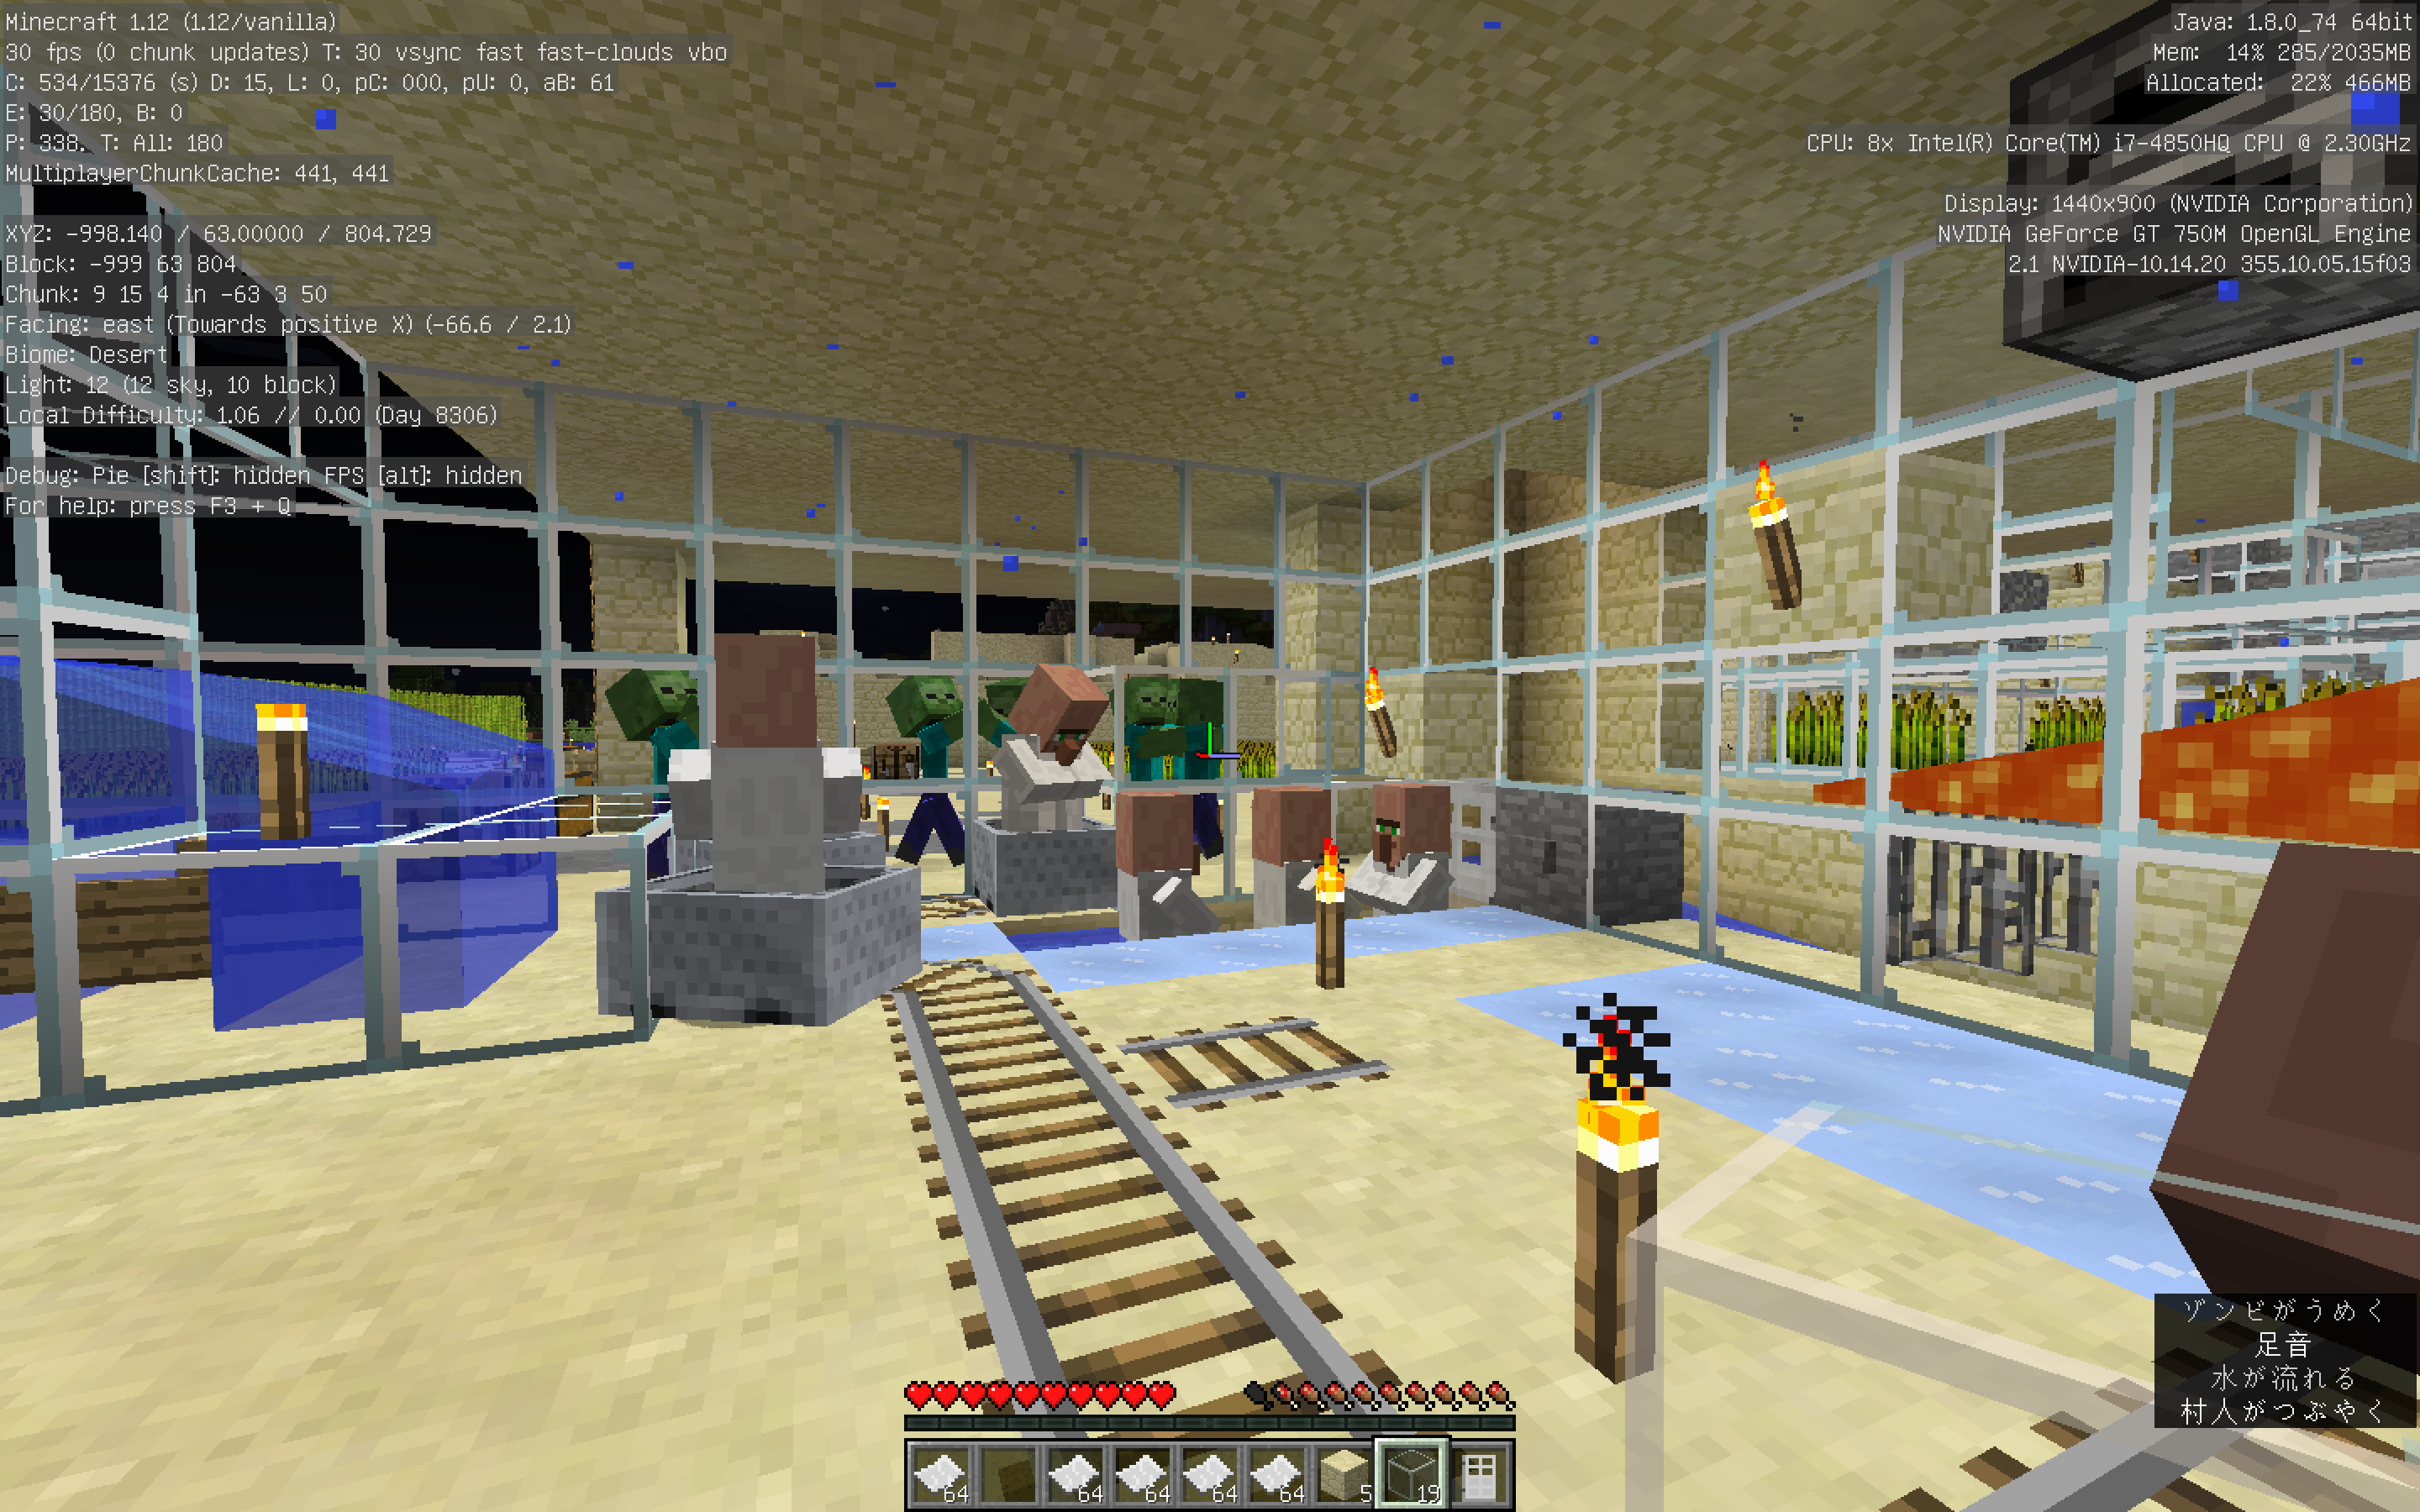 Minecraft 1.12 (1.12/vanilla)
30 fps (0 chunk updates) T: 30 vsync fast fast-clouds vbo
C: 534/15376 (s) D: 15, L: 0, pC: 000, pU: 0, aB: 61
E: 30/180, B: 0
P: 338. T: All: 180
MultiplayerChunkCache: 441, 441
XYZ: -998.140 / 63.00000 / 804.729
Block: -999 63 804
Chunk: 9 15 4 in -63 3 50
Facing: east (Towards positive X) (-66.6 / 2.1)
Biome: Desert
Light: 12 (12 sky, 10 block)
Local Difficulty: 1.06 // 0.00 (Day 8306)
Debug: Pie [shift]: hidden FPS [alt]: hidden
For help: press F3 + Q
Java: 1.8.0_74 64bit
Mem: 14% 285/2035MB
Allocated: 22% 466MB
CPU: 8x Intel(R) Core(TM) i7-4850HQ CPU @ 2.30GHz
Display: 1440x900 (NVIDIA Corporation)
NVIDIA GeForce GT 750M OpenGL Engine
2.1 NVIDIA-10.14.20 355.10.05.15f03
ゾンビがうめく
足音
水が流れる
村人がつぶやく
64 64 64 64 64 5 19